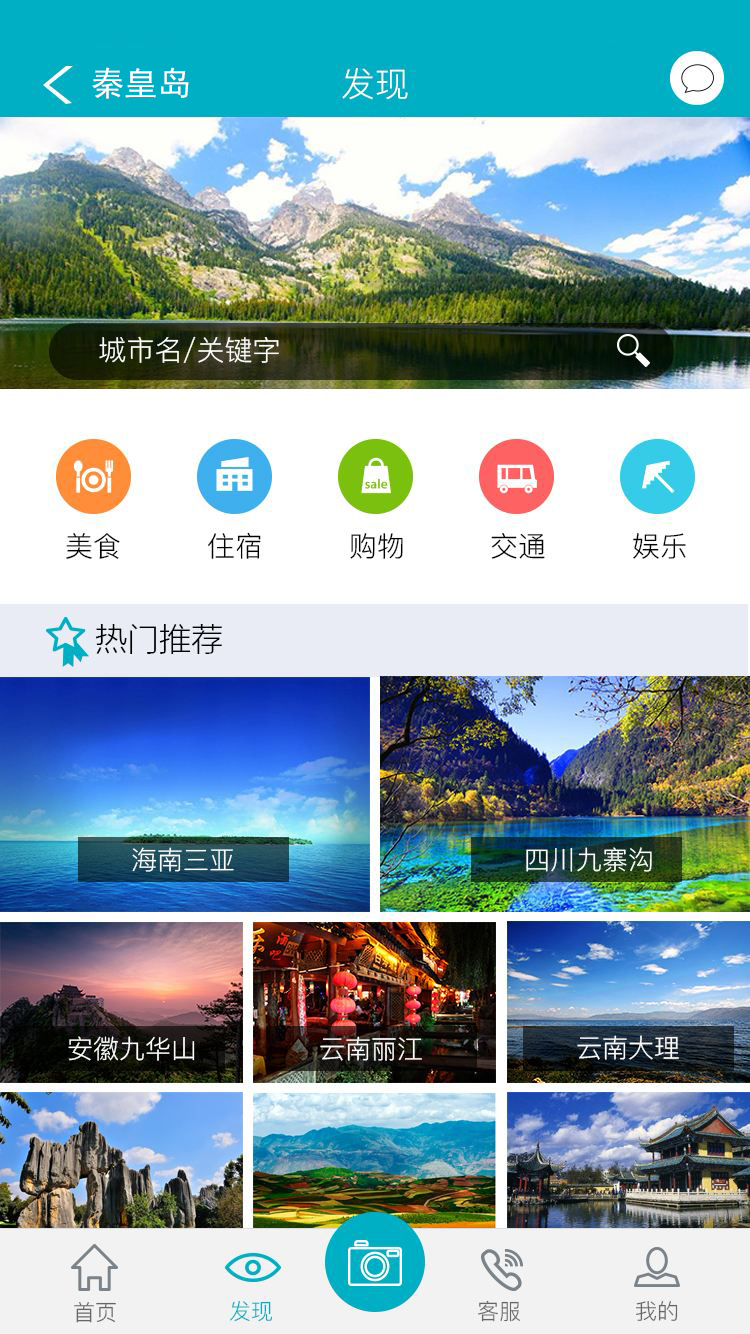 秦皇岛
发现
城市名/关键字
sale
美食
住宿
购物
交通
娱乐
热门推荐
海南三亚
四川九寨沟
安徽九华山
云南丽江
云南大理
首页
发现
客服
我的